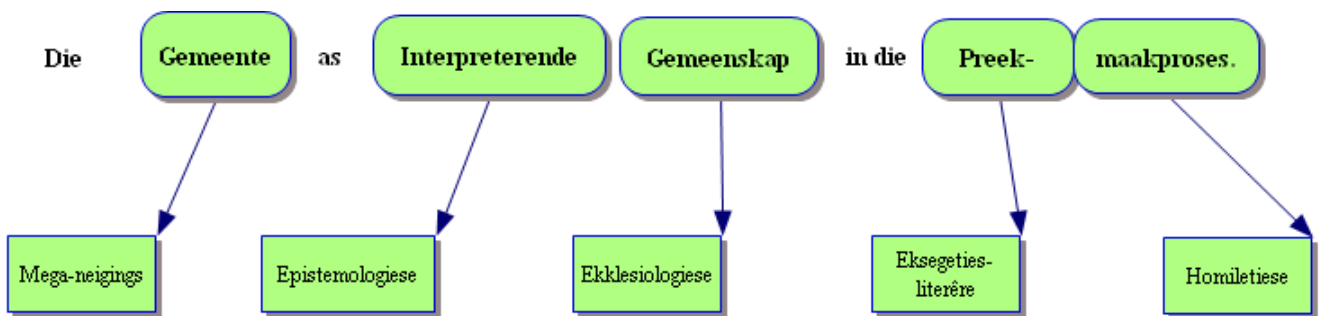 Die Gemeente as Interpreterende Gemeenskap in die Preek- maakproses.
Mega-neigings
Epistemologiese
Ekklesiologiese
Eksegeties-
literêre
Homiletiese